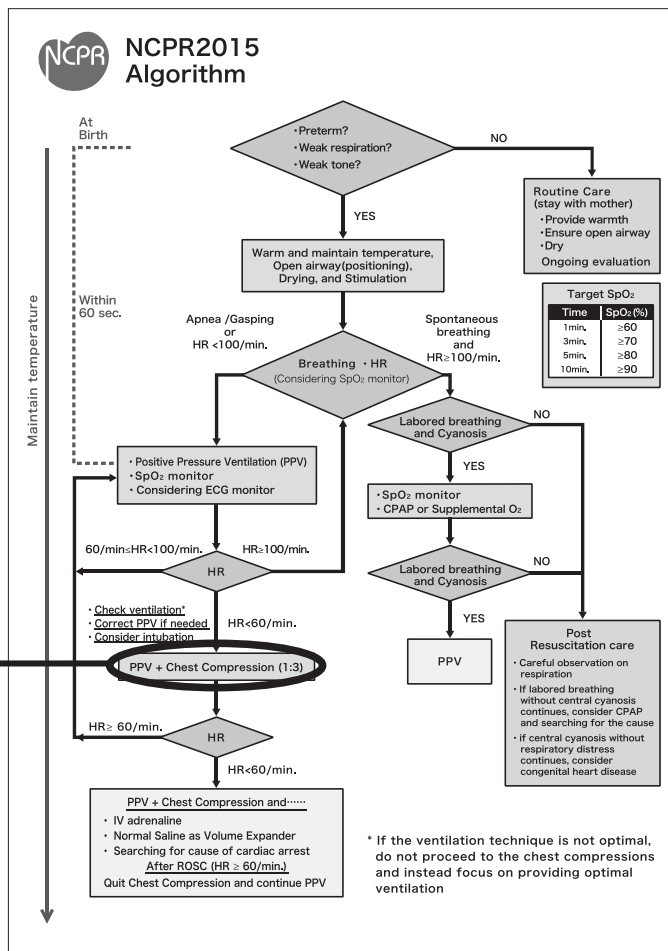 NCPR
NCPR2015
Algorithm
At
Birth
・Preterm?
・Weak respiration?
・Weak tone?
NO
YES
Routine Care
(stay with mother)
・Provide warmth
・Ensure open airway
・Dry
Ongoing evaluation
Warm and maintain temperature,
Open airway(positioning),
Drying, and Stimulation
Target SpO₂
Time SpO₂(%)
1min. ≥60
3min. ≥70
5min. ≥80
10min. ≥90
Maintain temperature
Within
60 sec.
Apnea /Gasping
or
HR <100/min.
Spontaneous
breathing
and
HR≥100/min.
Breathing ・HR
(Considering SpO₂ monitor)
Labored breathing
and Cyanosis
NO
YES
・Positive Pressure Ventilation (PPV)
・SpO₂ monitor
・Considering ECG monitor
・SpO₂ monitor
・CPAP or Supplemental O₂
60/min≤HR<100/min.
HR≥100/min.
HR
Labored breathing
and Cyanosis
NO
YES
・Check ventilation*
・Correct PPV if needed
・Consider intubation
HR<60/min.
PPV + Chest Compression (1:3)
PPV
Post
Resuscitation care
・Careful observation on
respiration
・If labored breathing
without central cyanosis
continues, consider CPAP
and searching for the cause
・if central cyanosis without
respiratory distress
continues, consider
congenital heart disease
HR≥ 60/min.
HR
HR<60/min.
PPV + Chest Compression and……
・IV adrenaline
・Normal Saline as Volume Expander
・Searching for cause of cardiac arrest
After ROSC (HR ≥ 60/min.)
Quit Chest Compression and continue PPV
* If the ventilation technique is not optimal,
do not proceed to the chest compressions
and instead focus on providing optimal
ventilation